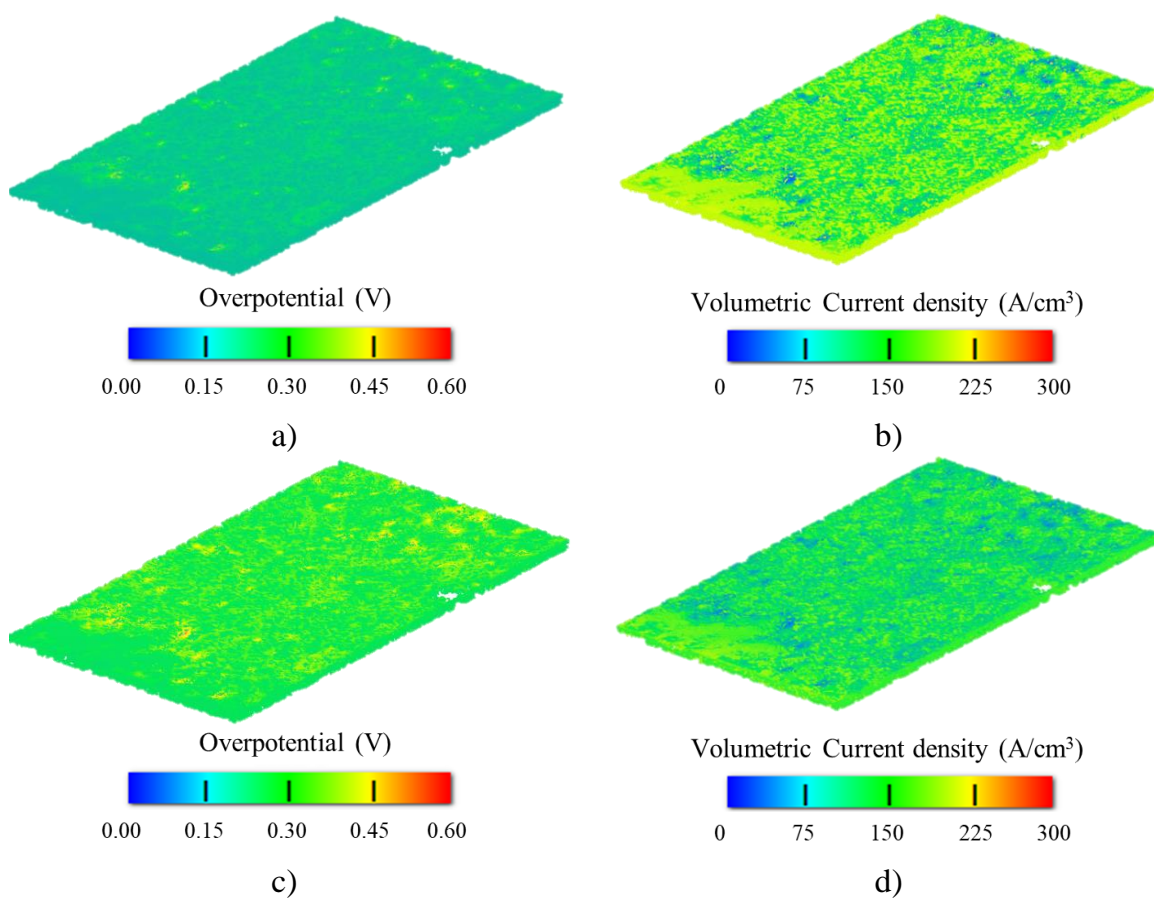 Overpotential (V)
0.00 0.15 0.30 0.45 0.60
a)
Volumetric Current density (A/cm³)
0 75 150 225 300
b)
Overpotential (V)
0.00 0.15 0.30 0.45 0.60
c)
Volumetric Current density (A/cm³)
0 75 150 225 300
d)